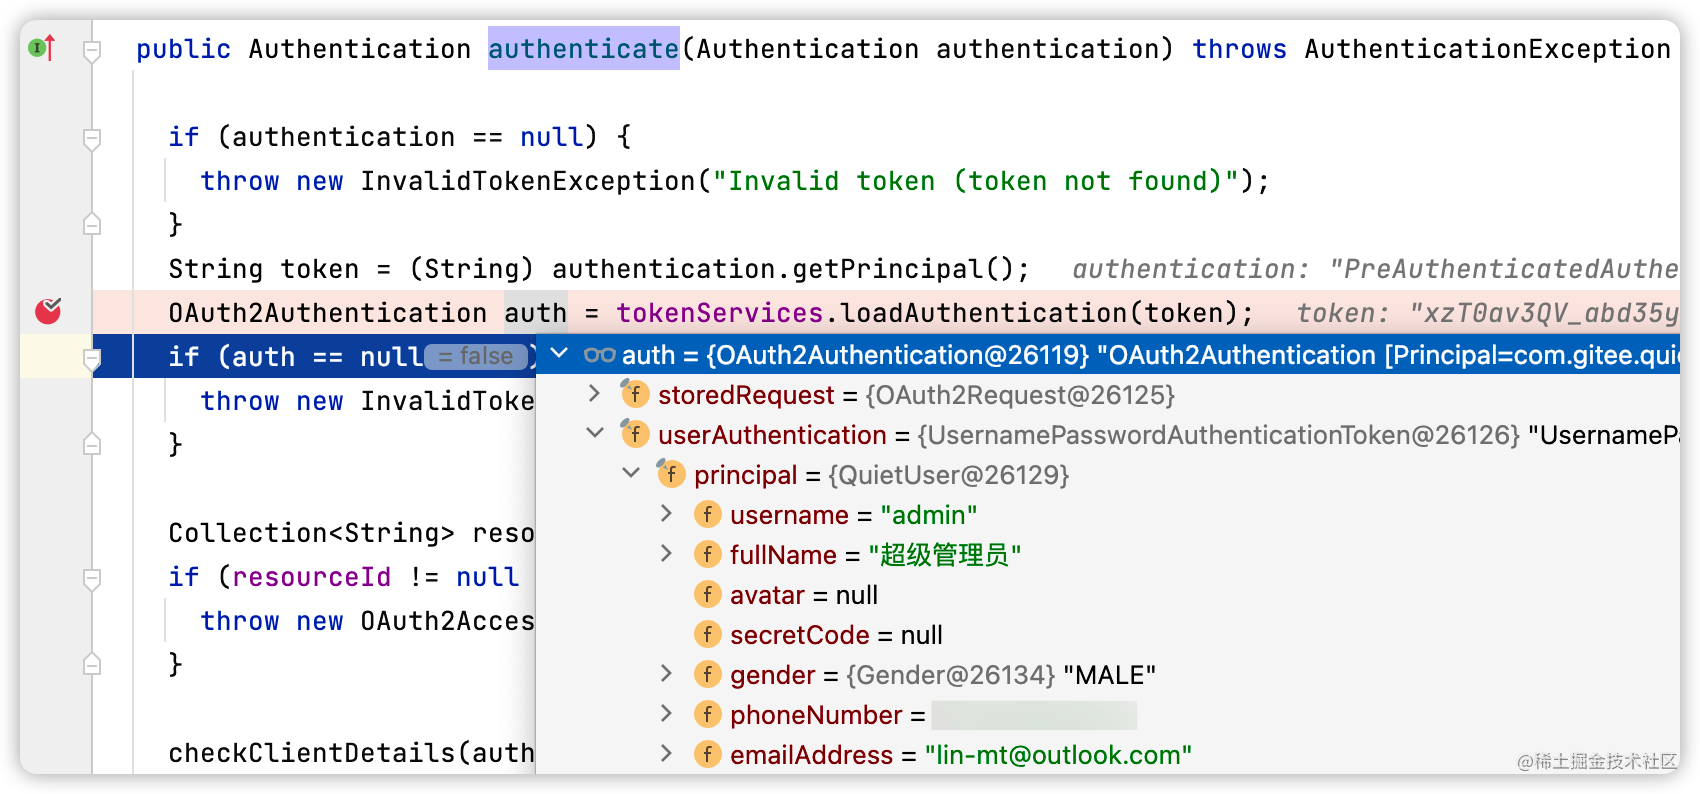 public Authentication authenticate(Authentication authentication) throws AuthenticationException
if (authentication == null) {
throw new InvalidTokenException("Invalid token (token not found)");
}
String token = (String) authentication.getPrincipal(); authentication: "PreAuthenticatedAuthe
OAuth2Authentication auth = tokenServices.loadAuthentication(token); token: "xzT0av3QV_abd35y
if (auth == null = false )
auth = {OAuth2Authentication@26119} "OAuth2Authentication [Principal=com.gitee.quie
throw new InvalidToke
storedRequest = {OAuth2Request@26125}
userAuthentication = {UsernamePasswordAuthenticationToken@26126} "UsernamePa
}
principal = {QuietUser@26129}
username = "admin"
Collection<String> reso
fullName = "超级管理员"
if (resourceId != null
avatar = null
throw new OAuth2Acces
secretCode = null
}
gender = {Gender@26134} "MALE"
phoneNumber =
checkClientDetails(auth
emailAddress = "lin-mt@outlook.com"
@稀土掘金技术社区